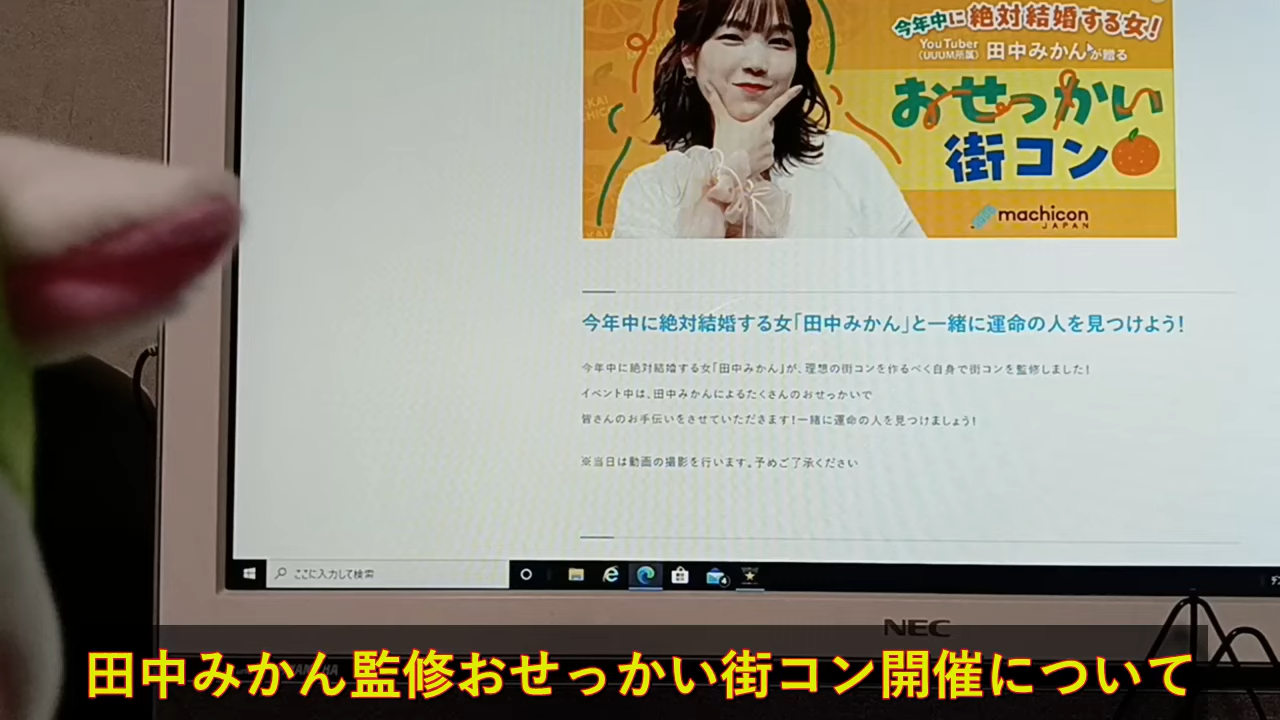 今年中に絶対結婚する女!
YouTuber
(UUUM所属)
田中みかんが贈る
おせっかい
街コン
machicon
JAPAN
今年中に絶対結婚する女「田中みかん」と一緒に運命の人を見つけよう!
今年中に絶対結婚する女「田中みかん」が、理想の街コンを作るべく自身で街コンを監修しました!
イベント中は、田中みかんによるたくさんのおせっかいで
皆さんのお手伝いをさせていただきます!一緒に運命の人を見つけましょう!
※当日は動画の撮影を行います。予めご了承ください
ここに入力して検索
4
NEC
田中みかん監修おせっかい街コン開催について